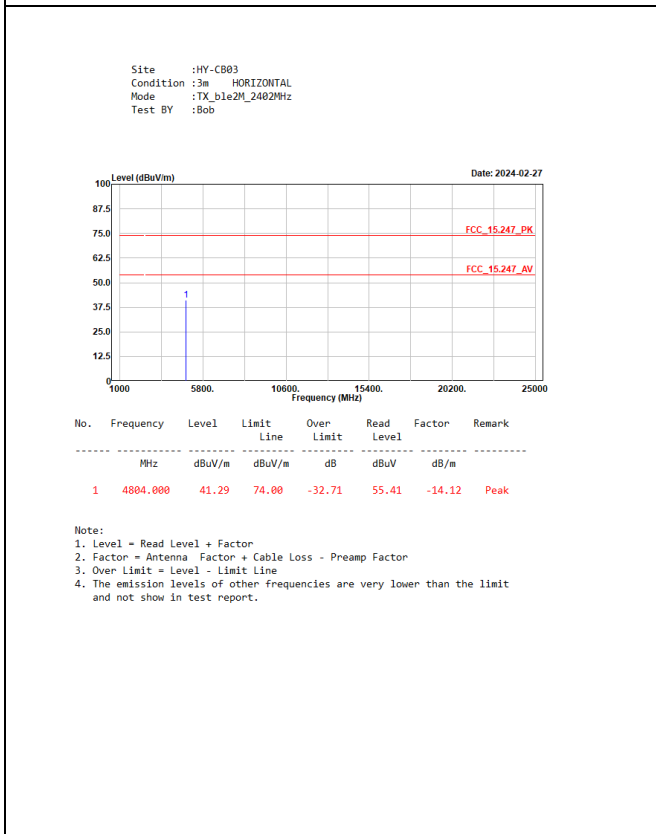 Site :HY-CB03
Condition :3m HORIZONTAL
Mode :TX_ble2M_2402MHz
Test BY :Bob
Level (dBuV/m) Date: 2024-02-27
100
87.5
75.0 FCC_15.247_PK
62.5
FCC_15.247_AV
50.0
37.5
1
25.0
12.5
0
1000 5800. 10600. 15400. 20200. 25000
Frequency (MHz)
No. Frequency Level Limit Over Read Factor Remark
Line Limit Level
------ ----------- -------- --------- --------- -------- -------- ---------
MHz dBuV/m dBuV/m dB dBuV dB/m
1 4804.000 41.29 74.00 -32.71 55.41 -14.12 Peak
Note:
1. Level = Read Level + Factor
2. Factor = Antenna Factor + Cable Loss - Preamp Factor
3. Over Limit = Level - Limit Line
4. The emission levels of other frequencies are very lower than the limit
and not show in test report.